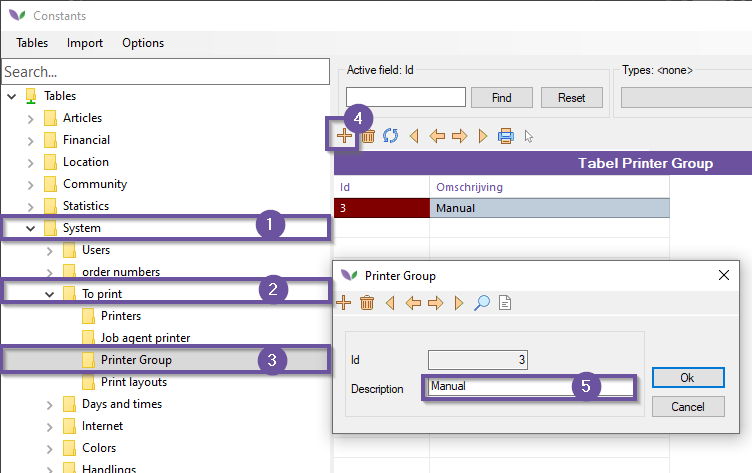 Constants
Tables Import Options
Search...
Tables
Articles
Financial
Location
Community
Statistics
System 1
Users
order numbers
To print 2
Printers
Job agent printer
Printer Group 3
Print layouts
Days and times
Internet
Colors
Handlings
Active field: Id
Types: <none>
Find Reset
4
Tabel Printer Group
Id Omschrijving
3 Manual
Printer Group
Id 3
Description Manual 5
Ok
Cancel